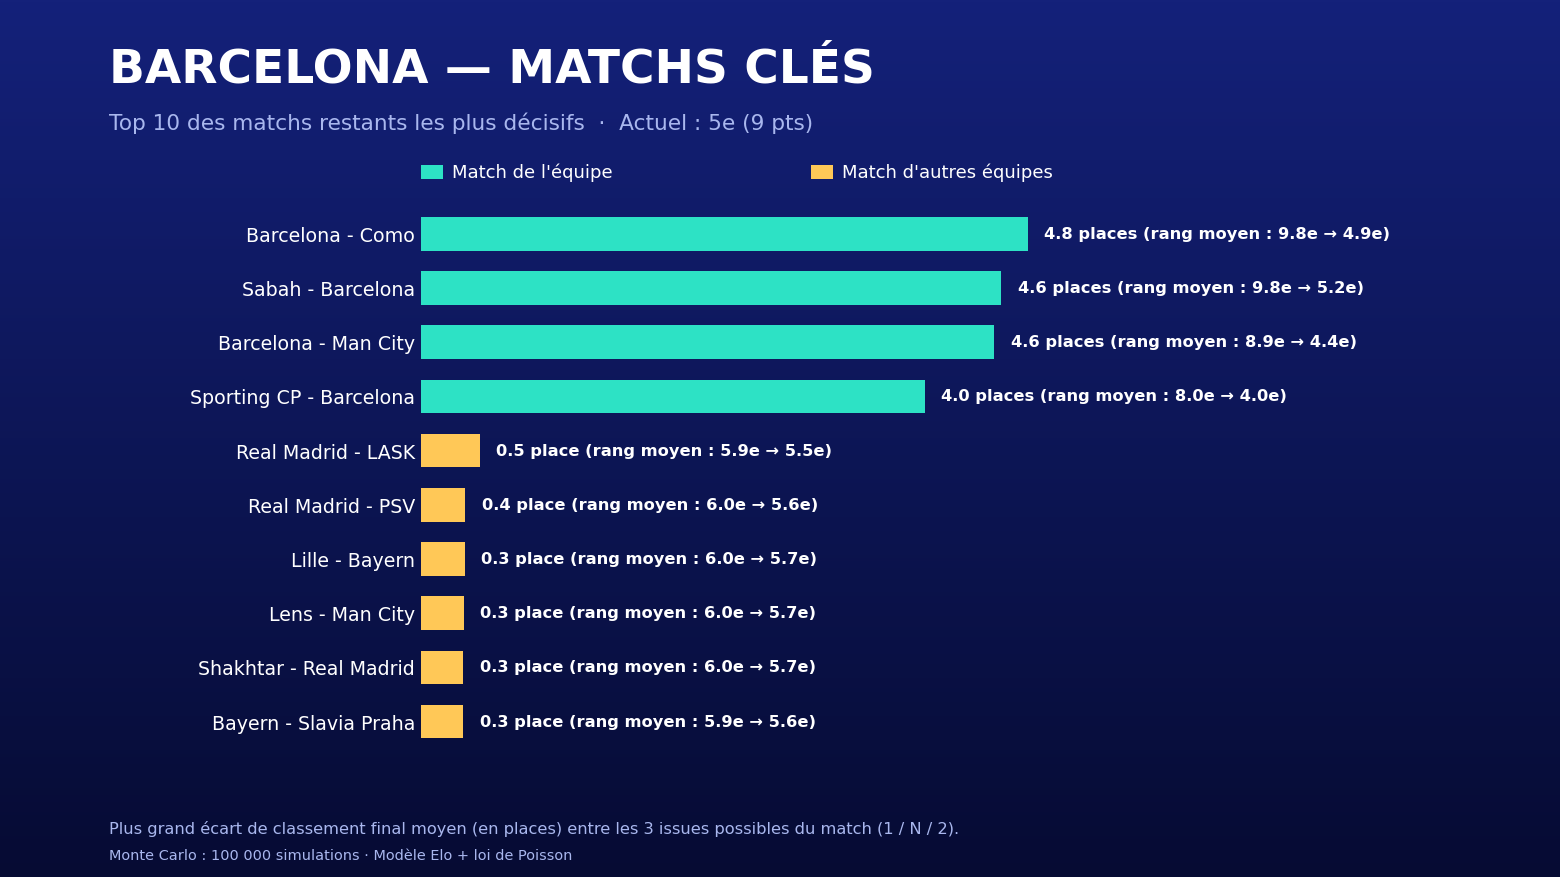 BARCELONA — MATCHS CLÉS
Top 10 des matchs restants les plus décisifs · Actuel : 5e (9 pts)
Match de l'équipe
Match d'autres équipes
Barcelona - Como 4.8 places (rang moyen : 9.8e → 4.9e)
Sabah - Barcelona 4.6 places (rang moyen : 9.8e → 5.2e)
Barcelona - Man City 4.6 places (rang moyen : 8.9e → 4.4e)
Sporting CP - Barcelona 4.0 places (rang moyen : 8.0e → 4.0e)
Real Madrid - LASK 0.5 place (rang moyen : 5.9e → 5.5e)
Real Madrid - PSV 0.4 place (rang moyen : 6.0e → 5.6e)
Lille - Bayern 0.3 place (rang moyen : 6.0e → 5.7e)
Lens - Man City 0.3 place (rang moyen : 6.0e → 5.7e)
Shakhtar - Real Madrid 0.3 place (rang moyen : 6.0e → 5.7e)
Bayern - Slavia Praha 0.3 place (rang moyen : 5.9e → 5.6e)
Plus grand écart de classement final moyen (en places) entre les 3 issues possibles du match (1 / N / 2).
Monte Carlo : 100 000 simulations · Modèle Elo + loi de Poisson